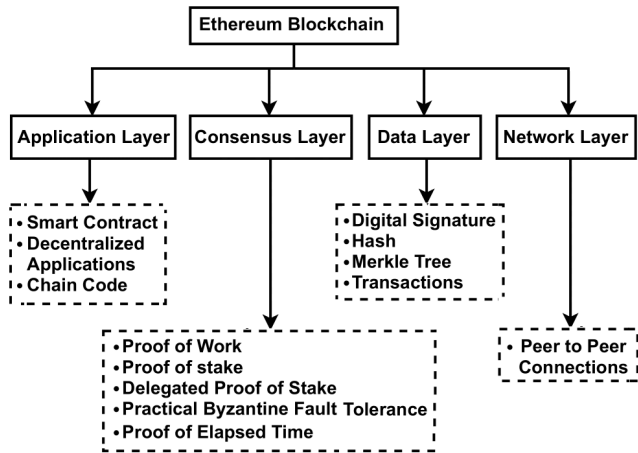 Ethereum Blockchain
Application Layer
Consensus Layer
Data Layer
Network Layer
• Smart Contract
• Decentralized
Applications
• Chain Code
• Digital Signature
• Hash
• Merkle Tree
• Transactions
• Proof of Work
• Proof of stake
• Delegated Proof of Stake
• Practical Byzantine Fault Tolerance
• Proof of Elapsed Time
• Peer to Peer
Connections